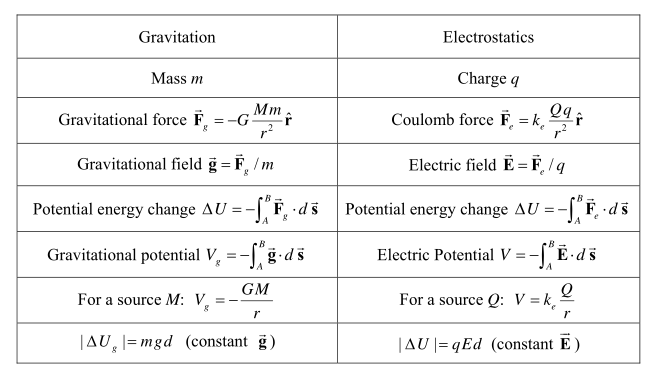 Gravitation | Electrostatics
Mass m | Charge q
Gravitational force $\vec{\mathbf{F}}_g = -G\frac{Mm}{r^2}\hat{\mathbf{r}}$ | Coulomb force $\vec{\mathbf{F}}_e = k_e\frac{Qq}{r^2}\hat{\mathbf{r}}$
Gravitational field $\vec{\mathbf{g}} = \vec{\mathbf{F}}_g / m$ | Electric field $\vec{\mathbf{E}} = \vec{\mathbf{F}}_e / q$
Potential energy change $\Delta U = -\int_A^B \vec{\mathbf{F}}_g \cdot d\vec{\mathbf{s}}$ | Potential energy change $\Delta U = -\int_A^B \vec{\mathbf{F}}_e \cdot d\vec{\mathbf{s}}$
Gravitational potential $V_g = -\int_A^B \vec{\mathbf{g}} \cdot d\vec{\mathbf{s}}$ | Electric Potential $V = -\int_A^B \vec{\mathbf{E}} \cdot d\vec{\mathbf{s}}$
For a source M: $V_g = -\frac{GM}{r}$ | For a source Q: $V = k_e\frac{Q}{r}$
$|\Delta U_g| = mgd$ (constant $\vec{\mathbf{g}}$) | $|\Delta U| = qEd$ (constant $\vec{\mathbf{E}}$)